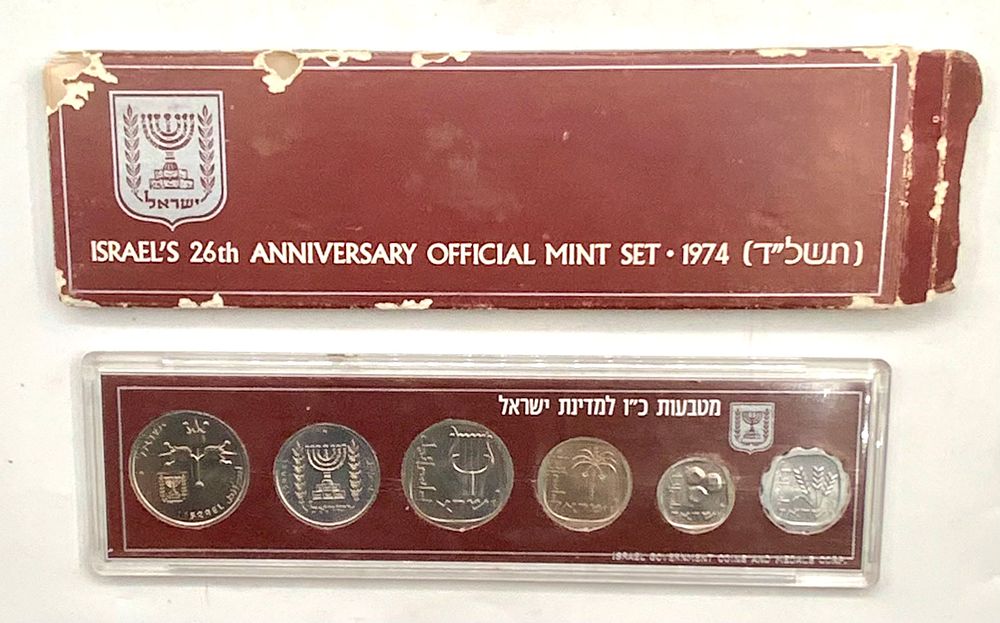 ישראל
ISRAEL'S 26th ANNIVERSARY OFFICIAL MINT SET • 1974 (תשל״ד)
מטבעות כ״ו למדינת ישראל
ISRAEL GOVERNMENT COINS AND MEDALS CORP.